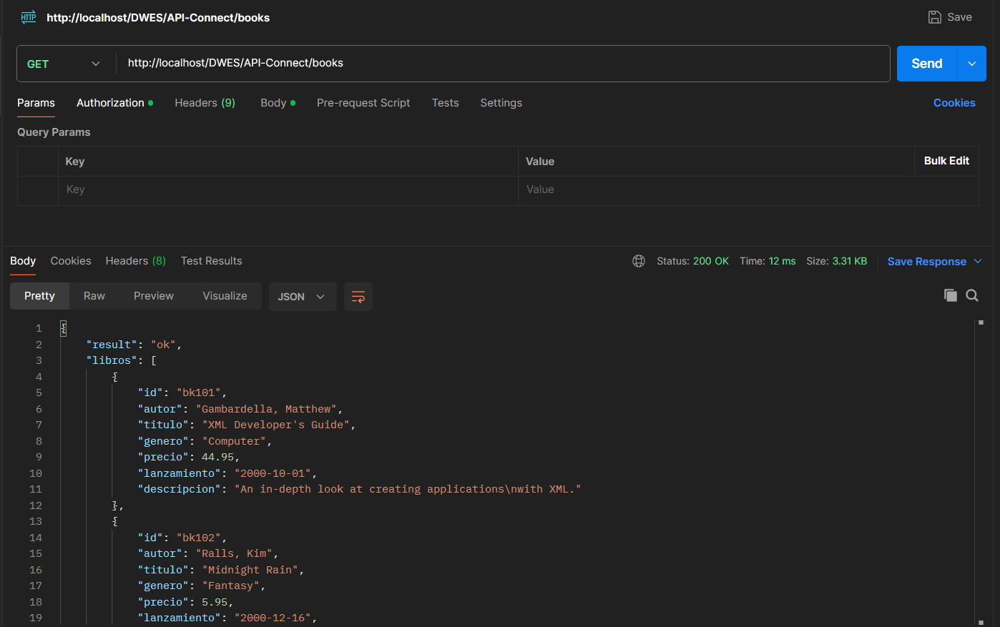 HTTP http://localhost/DWES/API-Connect/books Save
GET http://localhost/DWES/API-Connect/books Send
Params Authorization Headers (9) Body Pre-request Script Tests Settings Cookies
Query Params
Key Value Bulk Edit
Key Value
Body Cookies Headers (8) Test Results Status: 200 OK Time: 12 ms Size: 3.31 KB Save Response
Pretty Raw Preview Visualize JSON
1 {
2 "result": "ok",
3 "libros": [
4 {
5 "id": "bk101",
6 "autor": "Gambardella, Matthew",
7 "titulo": "XML Developer's Guide",
8 "genero": "Computer",
9 "precio": 44.95,
10 "lanzamiento": "2000-10-01",
11 "descripcion": "An in-depth look at creating applications\nwith XML."
12 },
13 {
14 "id": "bk102",
15 "autor": "Ralls, Kim",
16 "titulo": "Midnight Rain",
17 "genero": "Fantasy",
18 "precio": 5.95,
19 "lanzamiento": "2000-12-16",